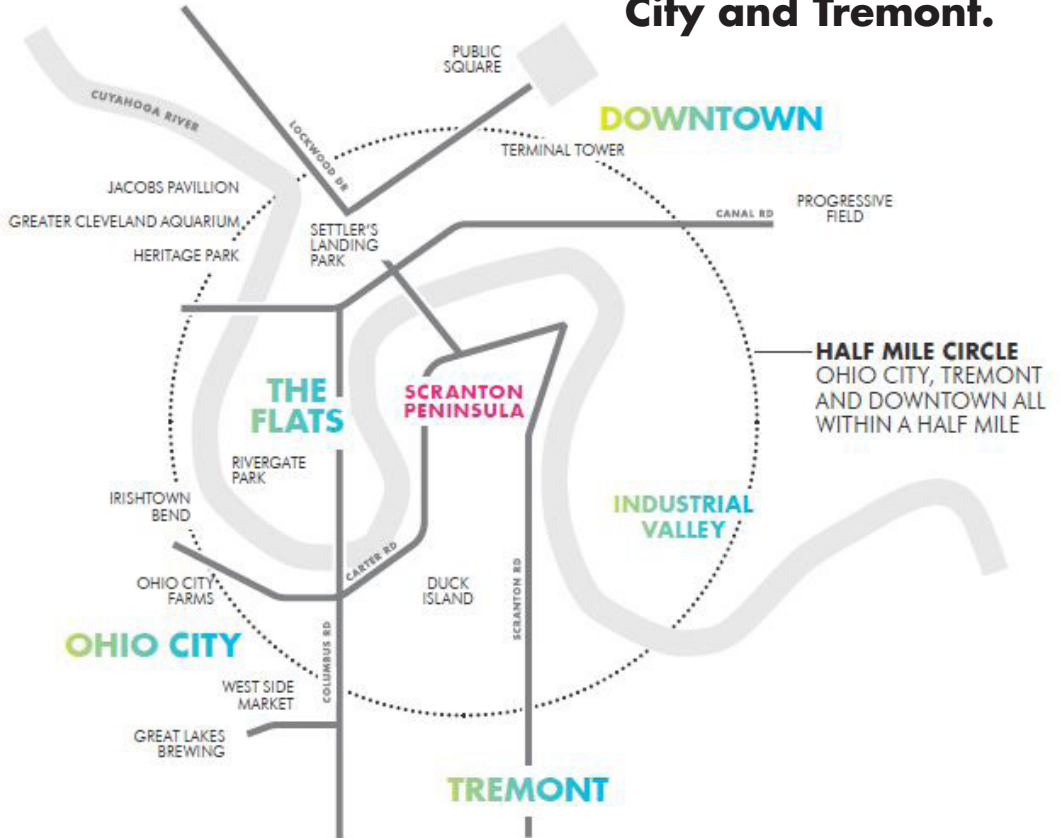 City and Tremont.
PUBLIC
SQUARE
CUYAHOGA RIVER
LOCKWOOD DR
DOWNTOWN
TERMINAL TOWER
JACOBS PAVILLION
GREATER CLEVELAND AQUARIUM
HERITAGE PARK
SETTLER'S
LANDING
PARK
CANAL RD
PROGRESSIVE
FIELD
HALF MILE CIRCLE
OHIO CITY, TREMONT
AND DOWNTOWN ALL
WITHIN A HALF MILE
THE
FLATS
SCRANTON
PENINSULA
RIVERGATE
PARK
IRISHTOWN
BEND
INDUSTRIAL
VALLEY
CARTER RD
OHIO CITY
FARMS
DUCK
ISLAND
SCRANTON RD
OHIO CITY
COLUMBUS RD
WEST SIDE
MARKET
GREAT LAKES
BREWING
TREMONT